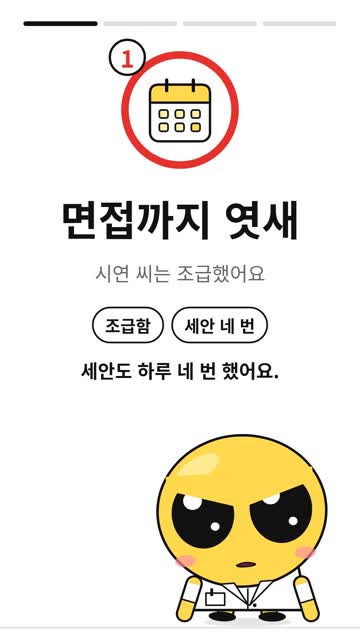 1
면접까지 엿새
시연 씨는 조급했어요
조급함 세안 네 번
세안도 하루 네 번 했어요.